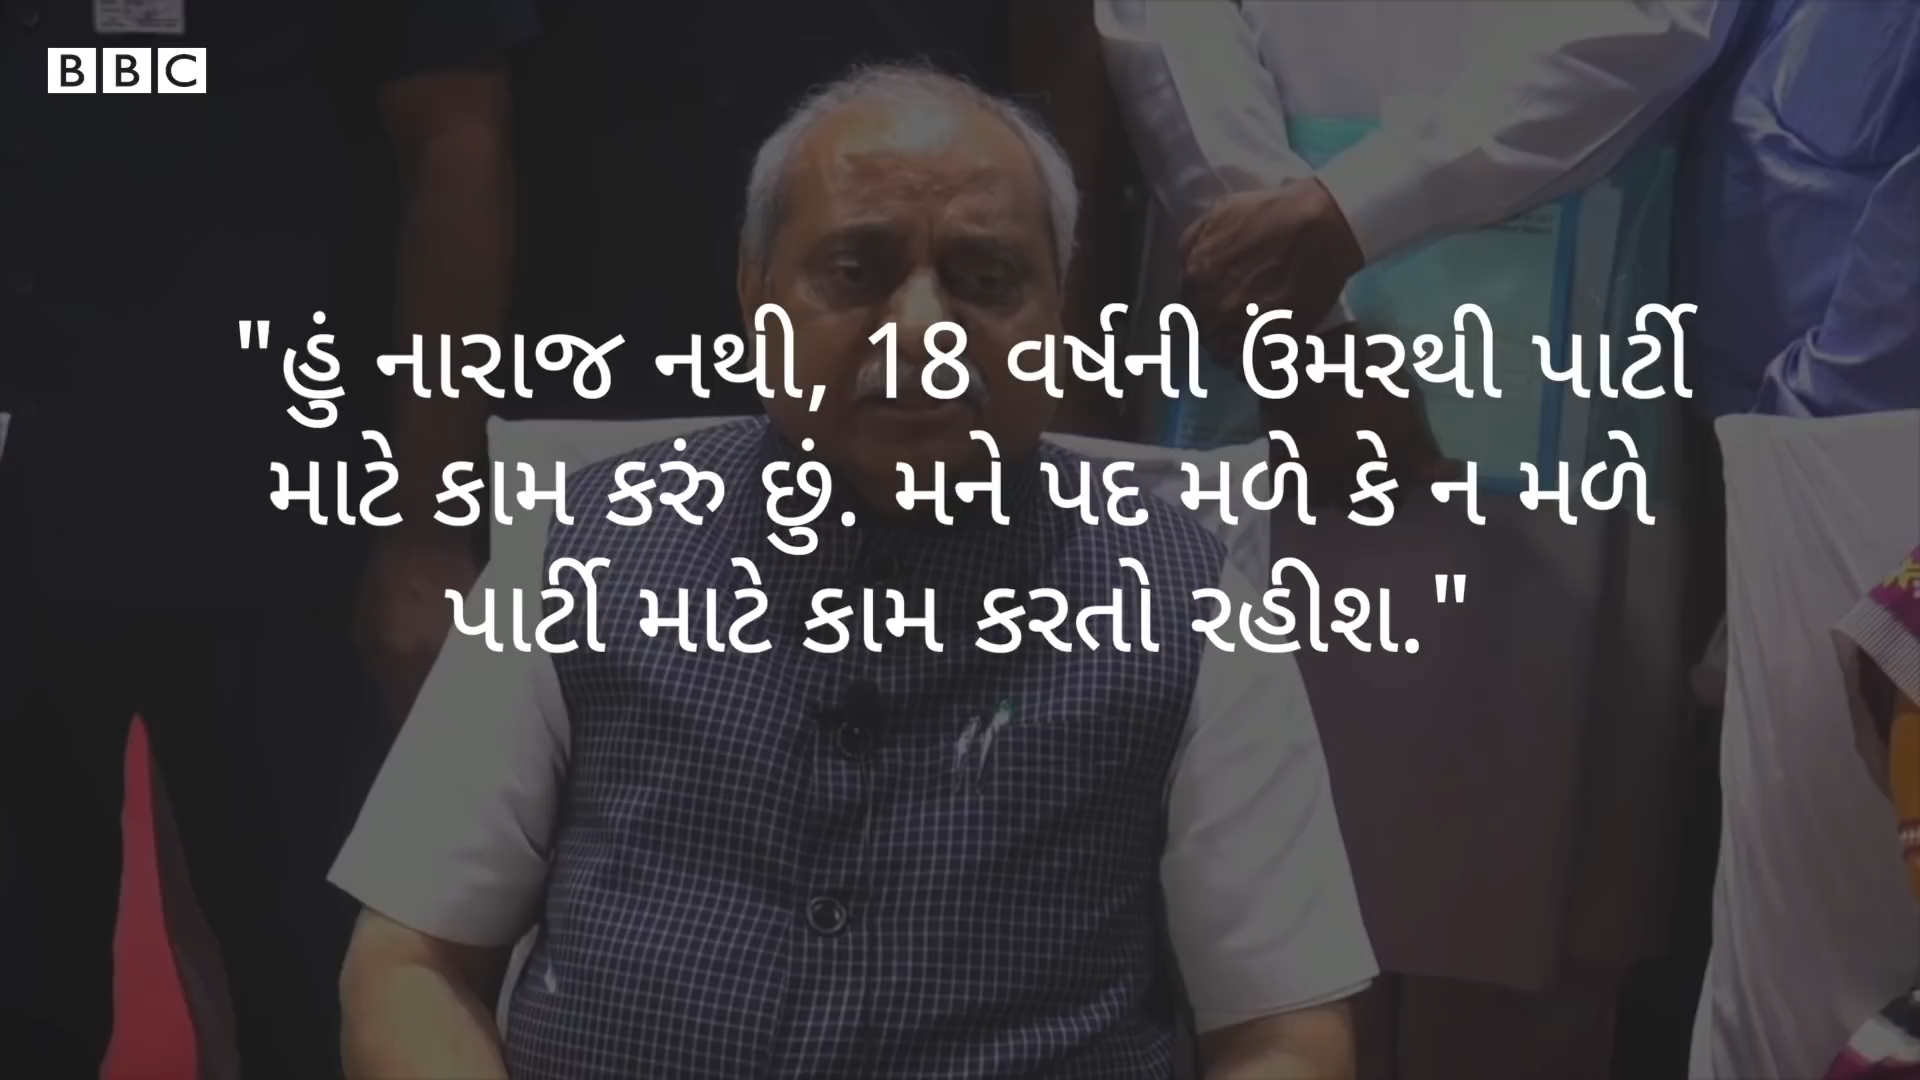 BBC
"હું નારાજ નથી, 18 વર્ષની ઉંમરથી પાર્ટી
માટે કામ કરું છું. મને પદ મળે કે ન મળે
પાર્ટી માટે કામ કરતો રહીશ."